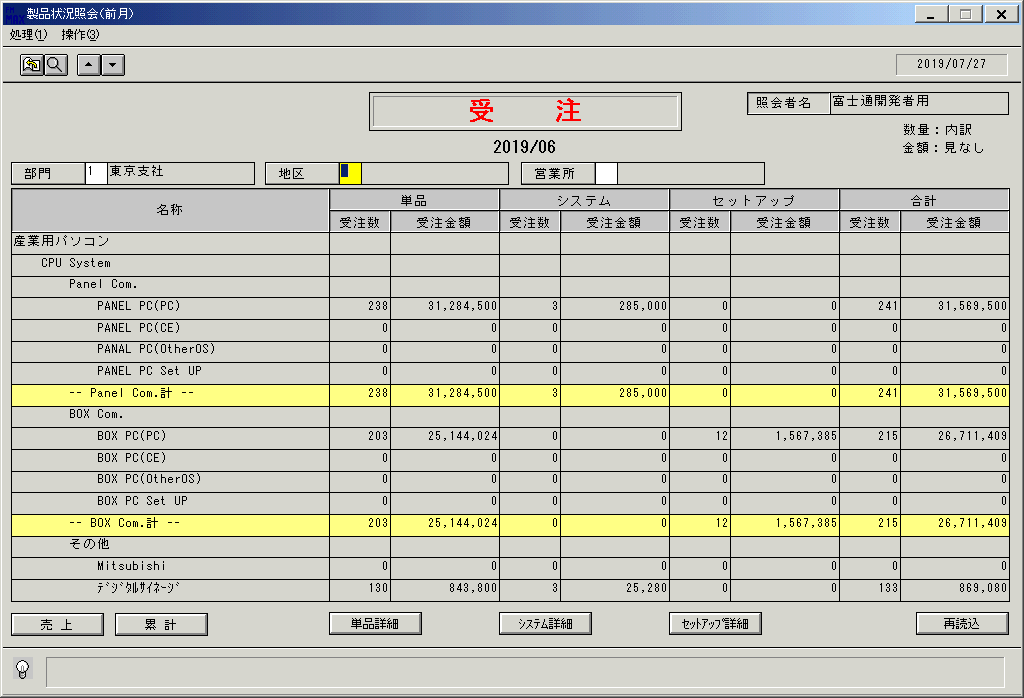 製品状況照会(前月)
処理(1) 操作(3)
2019/07/27
受 注
照会者名 富士通開発者用
2019/06
数量：内訳
金額：見なし
部門 1 東京支社 地区 営業所
名称 単品 システム セットアップ 合計
受注数 受注金額 受注数 受注金額 受注数 受注金額 受注数 受注金額
産業用パソコン
CPU System
Panel Com.
PANEL PC(PC) 238 31,284,500 3 285,000 0 0 241 31,569,500
PANEL PC(CE) 0 0 0 0 0 0 0 0
PANAL PC(OtherOS) 0 0 0 0 0 0 0 0
PANEL PC Set UP 0 0 0 0 0 0 0 0
-- Panel Com.計 -- 238 31,284,500 3 285,000 0 0 241 31,569,500
BOX Com.
BOX PC(PC) 203 25,144,024 0 0 12 1,567,385 215 26,711,409
BOX PC(CE) 0 0 0 0 0 0 0 0
BOX PC(OtherOS) 0 0 0 0 0 0 0 0
BOX PC Set UP 0 0 0 0 0 0 0 0
-- BOX Com.計 -- 203 25,144,024 0 0 12 1,567,385 215 26,711,409
その他
Mitsubishi 0 0 0 0 0 0 0 0
ﾃﾞｼﾞﾀﾙｻｲﾈｰｼﾞ 130 843,800 3 25,280 0 0 133 869,080
売 上 累 計 単品詳細 ｼｽﾃﾑ詳細 ｾｯﾄｱｯﾌﾟ詳細 再読込